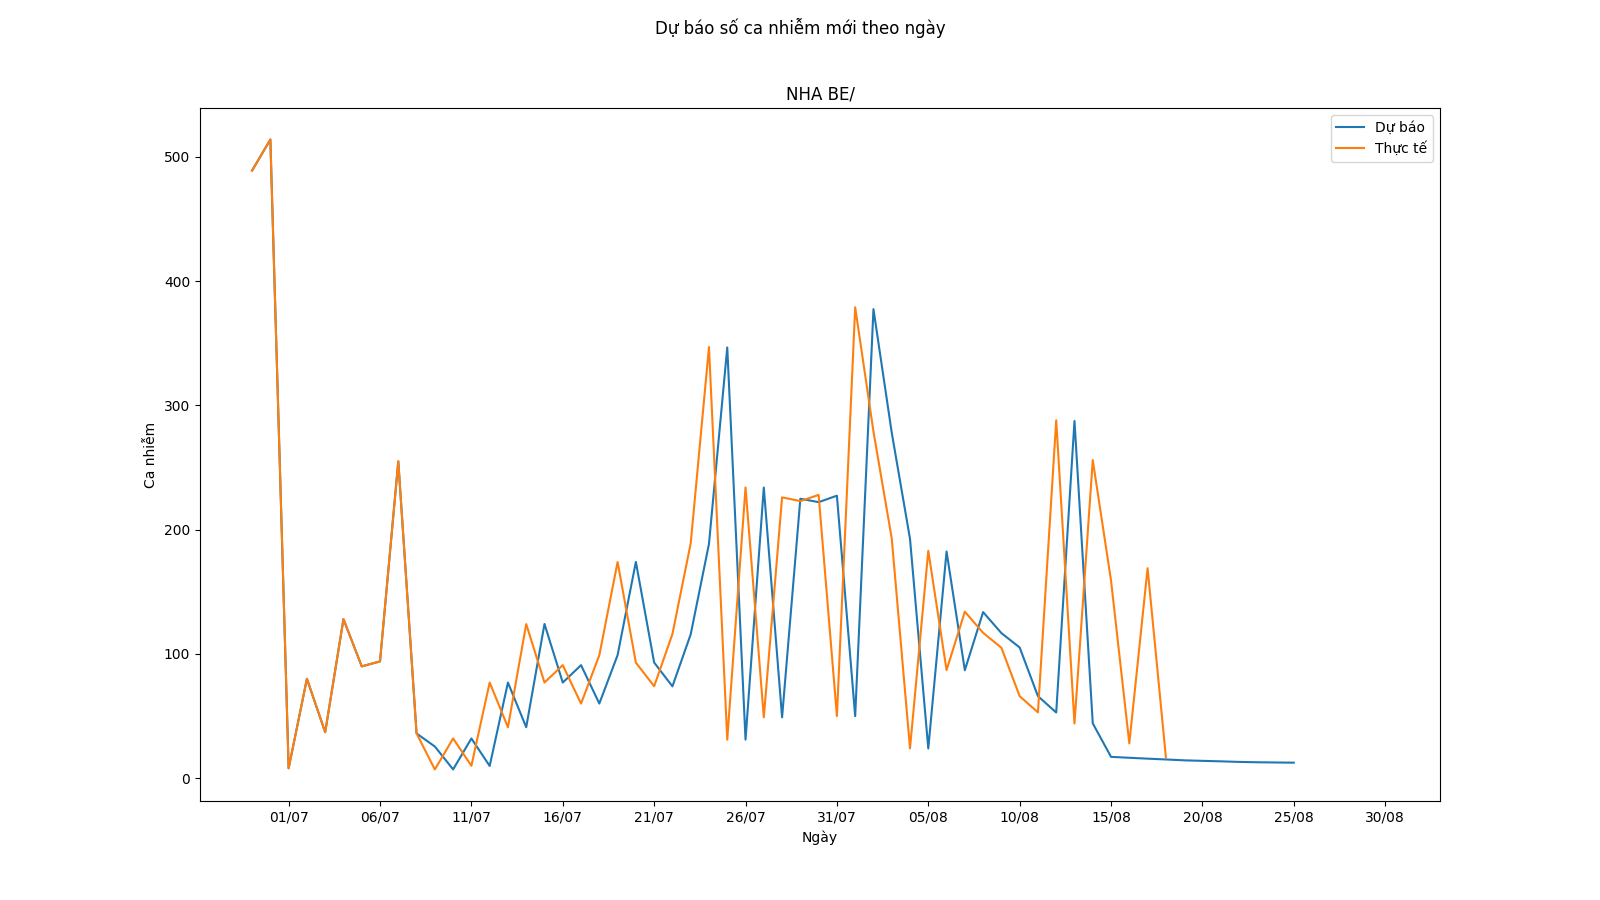 Dự báo số ca nhiễm mới theo ngày
NHA BE/
Dự báo
Thực tế
500
400
300
200
100
0
Ca nhiễm
01/07 06/07 11/07 16/07 21/07 26/07 31/07 05/08 10/08 15/08 20/08 25/08 30/08
Ngày